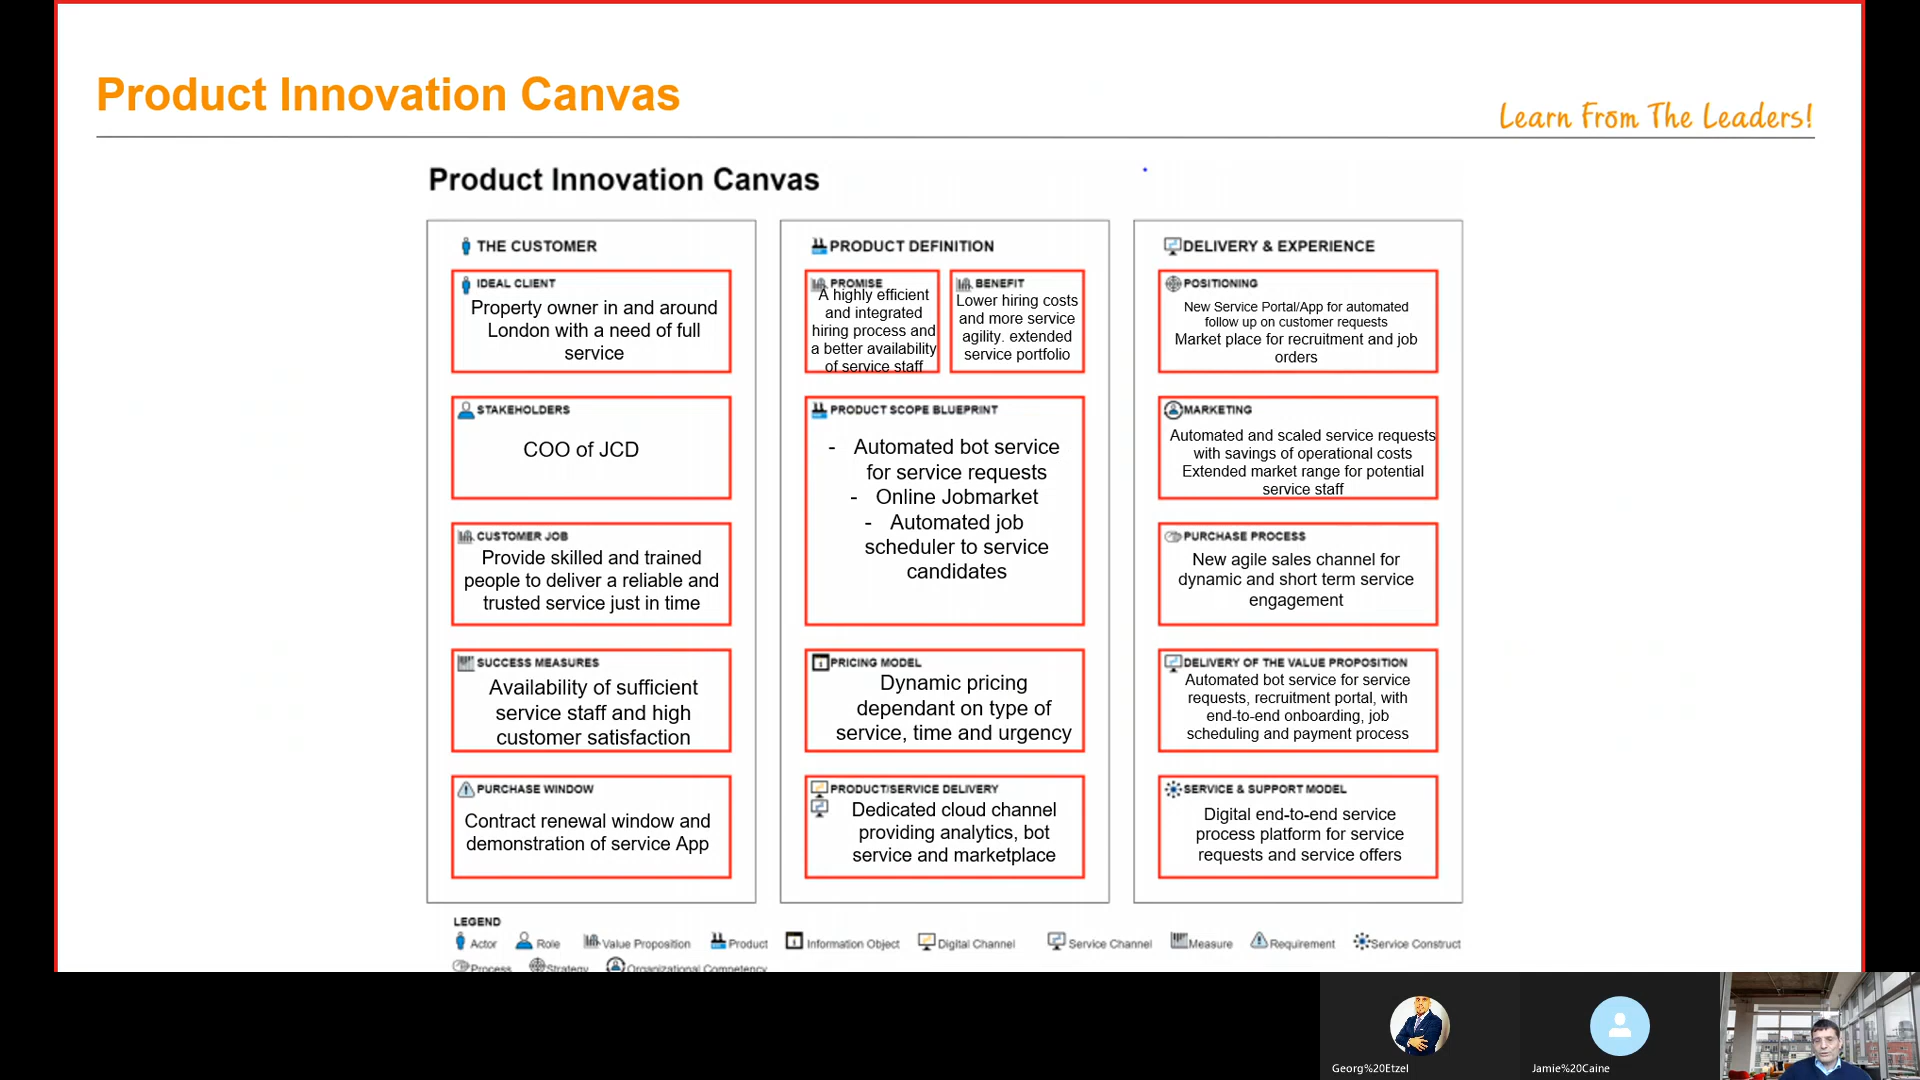 Product Innovation Canvas
Learn From The Leaders!
Product Innovation Canvas
THE CUSTOMER
IDEAL CLIENT
Property owner in and around
London with a need of full
service
STAKEHOLDERS
COO of JCD
CUSTOMER JOB
Provide skilled and trained
people to deliver a reliable and
trusted service just in time
SUCCESS MEASURES
Availability of sufficient
service staff and high
customer satisfaction
PURCHASE WINDOW
Contract renewal window and
demonstration of service App
PRODUCT DEFINITION
PROMISE
A highly efficient
and integrated
hiring process and
a better availability
of service staff
BENEFIT
Lower hiring costs
and more service
agility. extended
service portfolio
PRODUCT SCOPE BLUEPRINT
- Automated bot service
for service requests
- Online Jobmarket
- Automated job
scheduler to service
candidates
PRICING MODEL
Dynamic pricing
dependant on type of
service, time and urgency
PRODUCT/SERVICE DELIVERY
Dedicated cloud channel
providing analytics, bot
service and marketplace
DELIVERY & EXPERIENCE
POSITIONING
New Service Portal/App for automated
follow up on customer requests
Market place for recruitment and job
orders
MARKETING
Automated and scaled service requests
with savings of operational costs
Extended market range for potential
service staff
PURCHASE PROCESS
New agile sales channel for
dynamic and short term service
engagement
DELIVERY OF THE VALUE PROPOSITION
Automated bot service for service
requests, recruitment portal, with
end-to-end onboarding, job
scheduling and payment process
SERVICE & SUPPORT MODEL
Digital end-to-end service
process platform for service
requests and service offers
LEGEND
Actor Role Value Proposition Product Information Object Digital Channel Service Channel Measure Requirement Service Construct
Process Strategy Organizational Competency
Georg%20Etzel
Jamie%20Caine